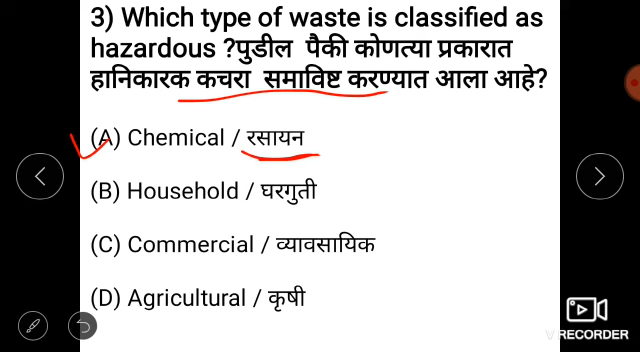 3) Which type of waste is classified as
hazardous ?पुढील पैकी कोणत्या प्रकारात
हानिकारक कचरा समाविष्ट करण्यात आला आहे?
(A) Chemical / रसायन
(B) Household / घरगुती
(C) Commercial / व्यावसायिक
(D) Agricultural / कृषी
V RECORDER